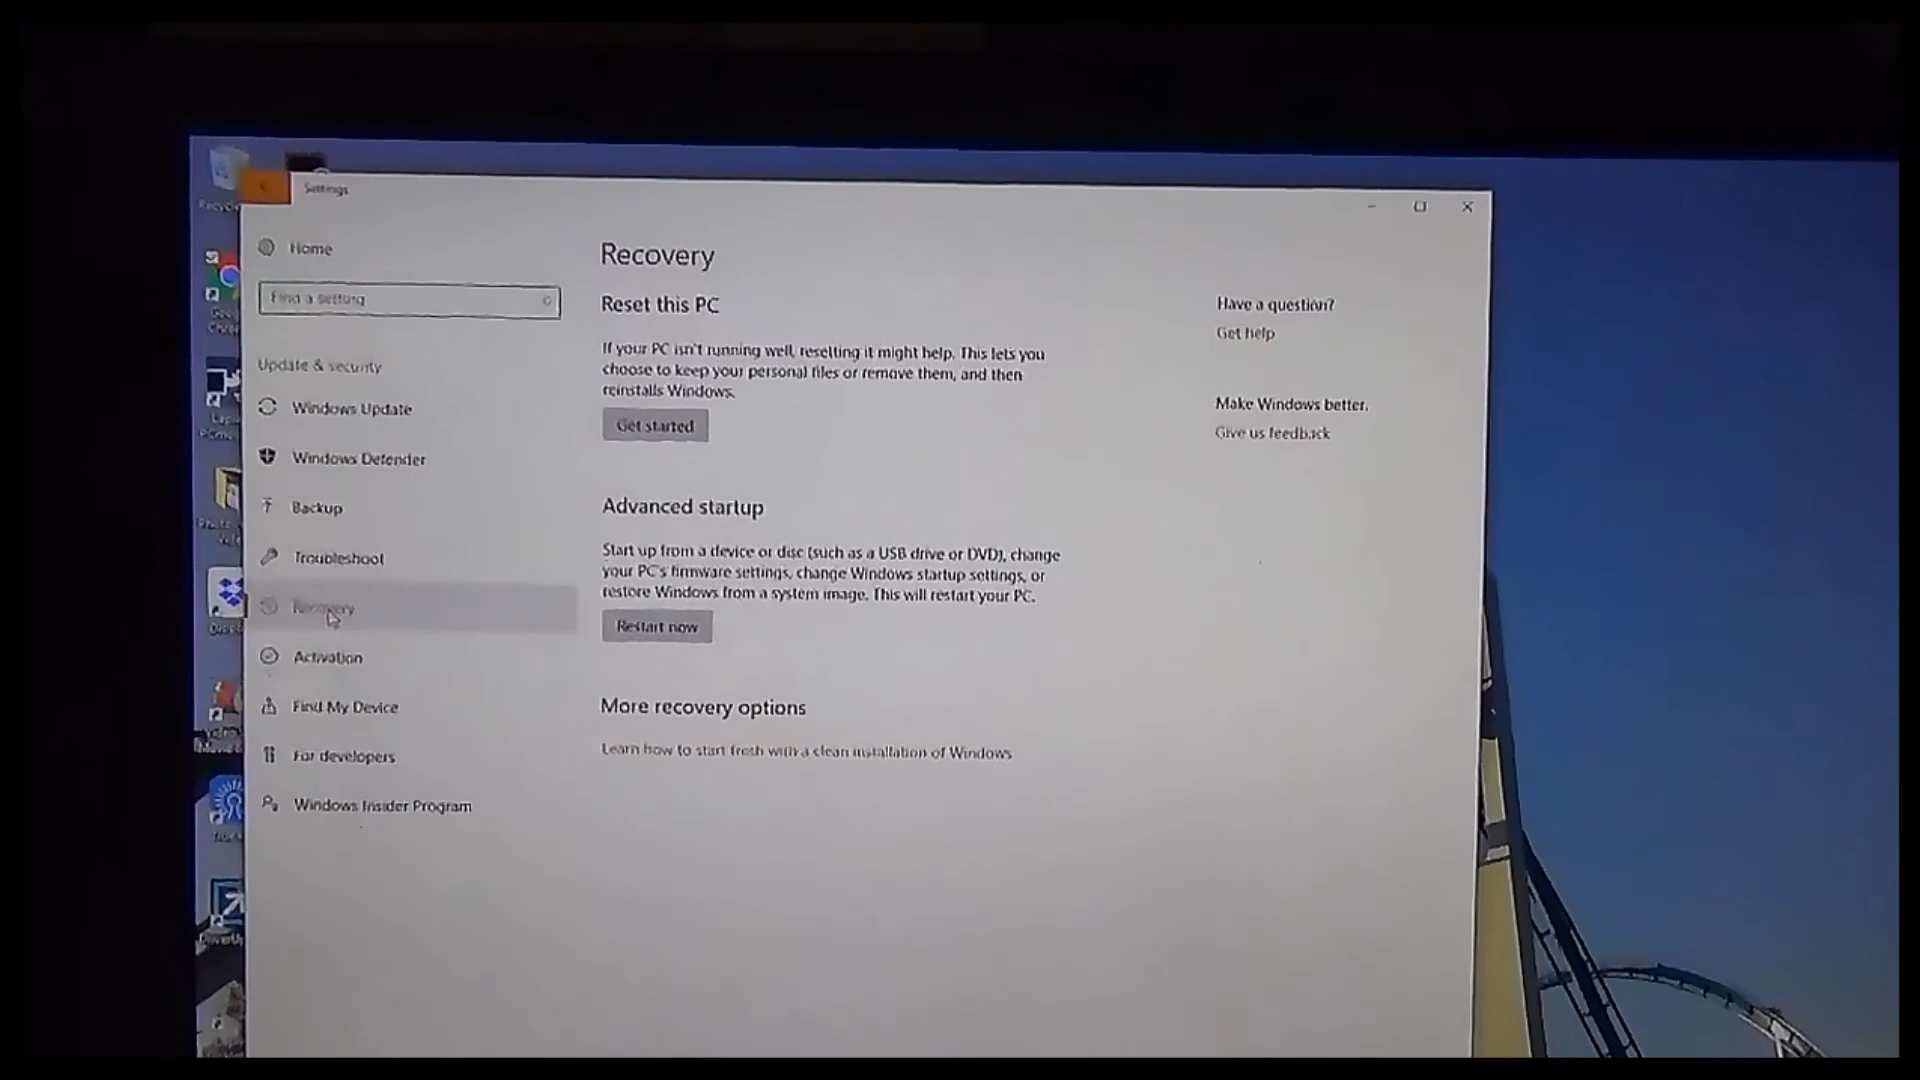 Settings
Home
Find a setting
Update & security
Windows Update
Windows Defender
Backup
Troubleshoot
Recovery
Activation
Find My Device
For developers
Windows Insider Program
Recovery
Reset this PC
If your PC isn't running well, resetting it might help. This lets you
choose to keep your personal files or remove them, and then
reinstalls Windows.
Get started
Advanced startup
Start up from a device or disc (such as a USB drive or DVD), change
your PC's firmware settings, change Windows startup settings, or
restore Windows from a system image. This will restart your PC.
Restart now
More recovery options
Learn how to start fresh with a clean installation of Windows
Have a question?
Get help
Make Windows better.
Give us feedback